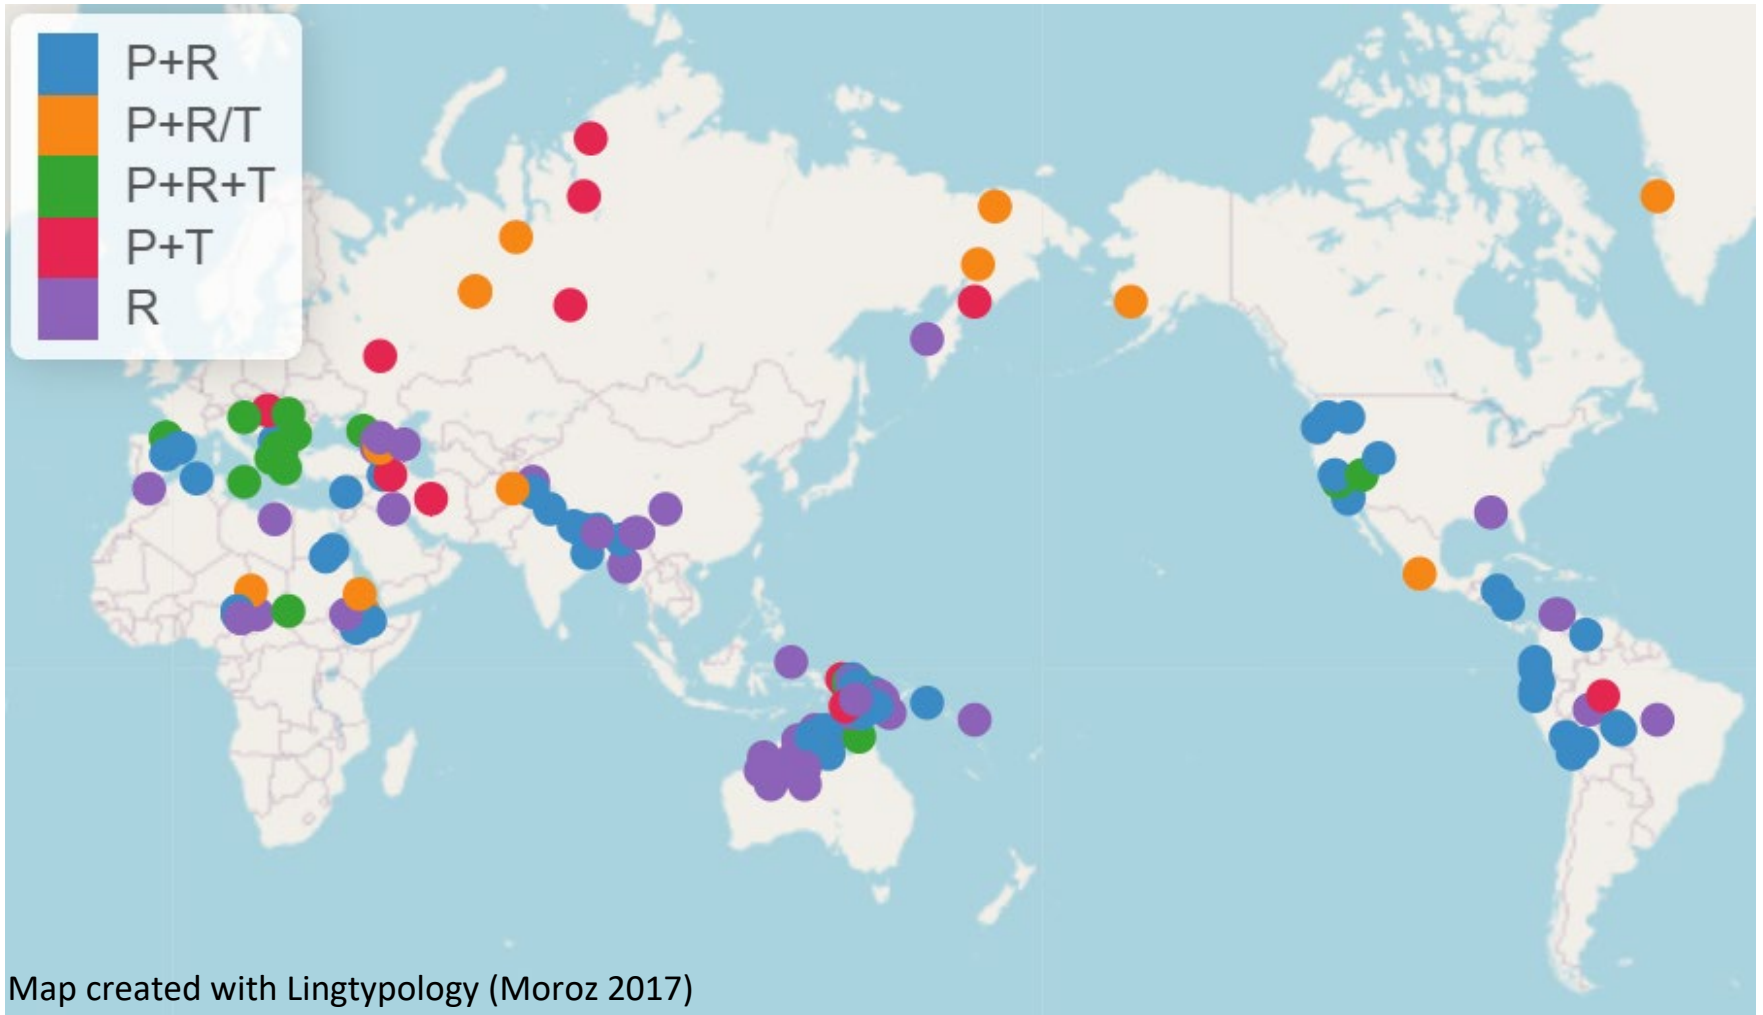 P+R
P+R/T
P+R+T
P+T
R
Map created with Lingtypology (Moroz 2017)